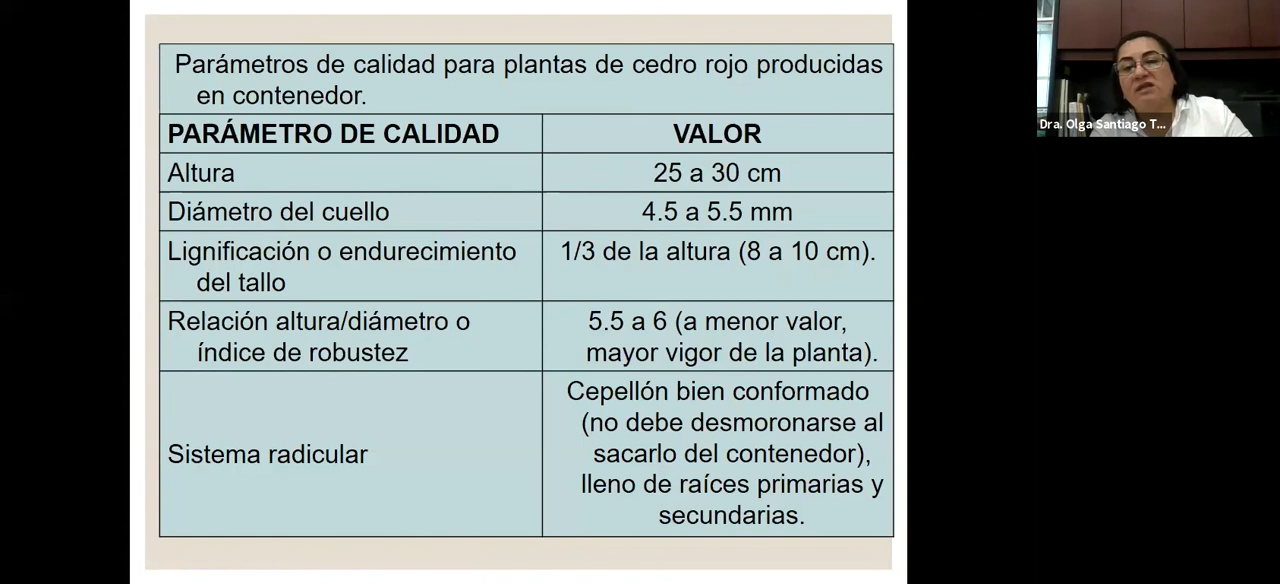 Parámetros de calidad para plantas de cedro rojo producidas
en contenedor.
PARÁMETRO DE CALIDAD
VALOR
Altura
25 a 30 cm
Diámetro del cuello
4.5 a 5.5 mm
Lignificación o endurecimiento
del tallo
1/3 de la altura (8 a 10 cm).
Relación altura/diámetro o
índice de robustez
5.5 a 6 (a menor valor,
mayor vigor de la planta).
Sistema radicular
Cepellón bien conformado
(no debe desmoronarse al
sacarlo del contenedor),
lleno de raíces primarias y
secundarias.
Dra. Olga Santiago T...